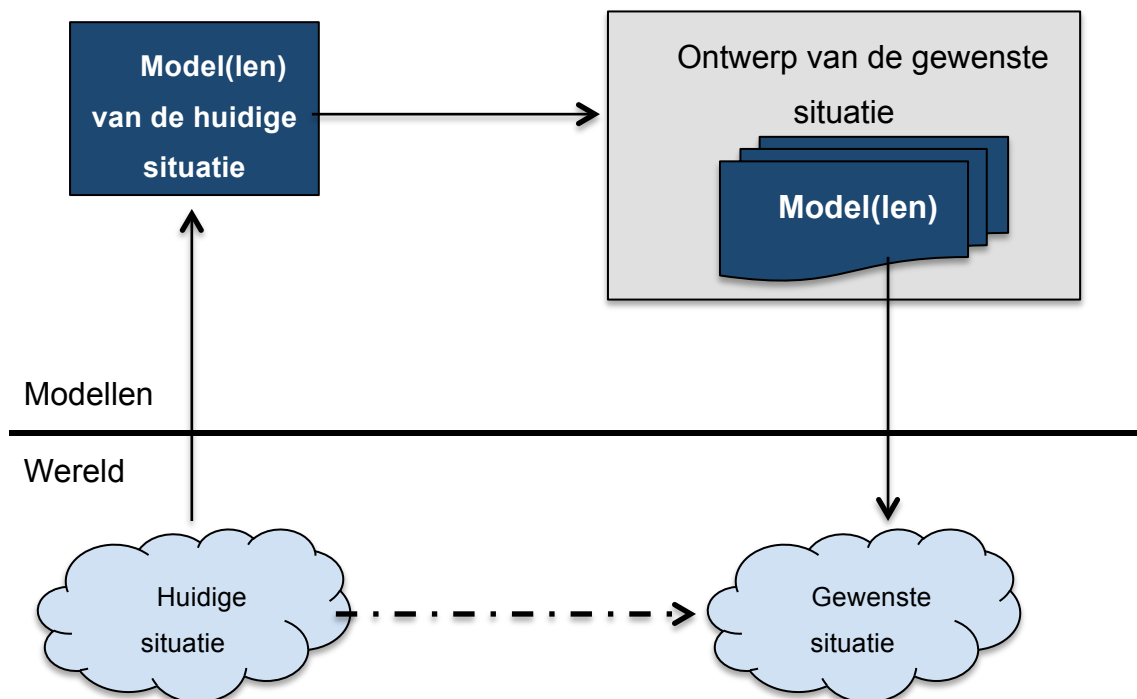 Model(len)
van de huidige
situatie
Ontwerp van de gewenste
situatie
Model(len)
Modellen
Wereld
Huidige
situatie
Gewenste
situatie